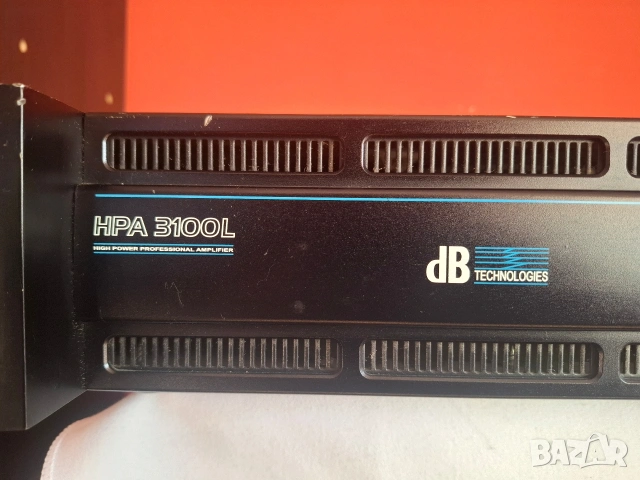 HPA 3100L
HIGH POWER PROFESSIONAL AMPLIFIER
dB
TECHNOLOGIES
BAZAR